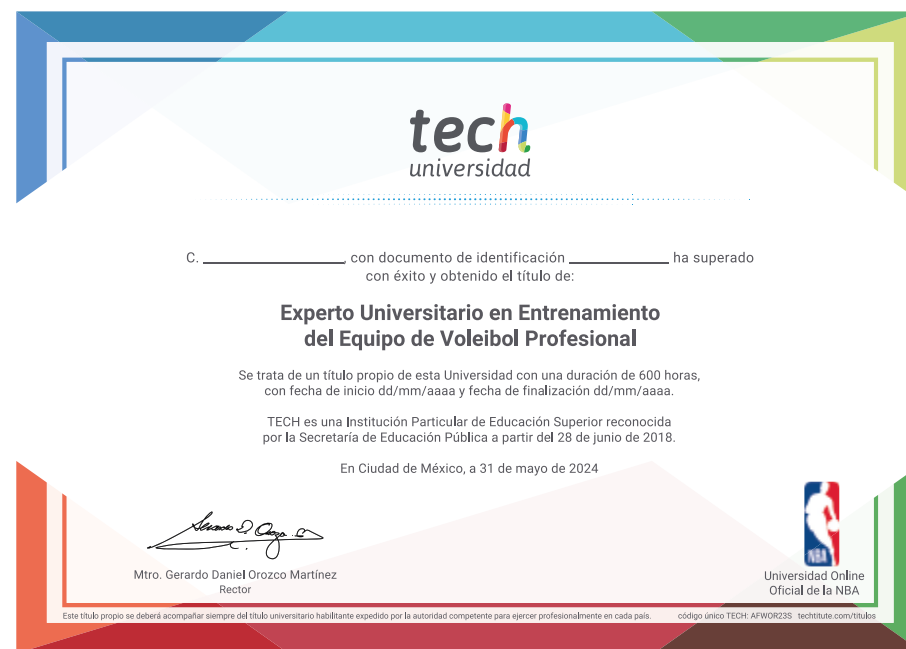 tech
universidad
C. ____________, con documento de identificación ____________ ha superado
con éxito y obtenido el título de:
Experto Universitario en Entrenamiento
del Equipo de Voleibol Profesional
Se trata de un título propio de esta Universidad con una duración de 600 horas,
con fecha de inicio dd/mm/aaaa y fecha de finalización dd/mm/aaaa.
TECH es una Institución Particular de Educación Superior reconocida
por la Secretaría de Educación Pública a partir del 28 de junio de 2018.
En Ciudad de México, a 31 de mayo de 2024
Mtro. Gerardo Daniel Orozco Martínez
Rector
NBA
Universidad Online
Oficial de la NBA
Este título propio se deberá acompañar siempre del título universitario habilitante expedido por la autoridad competente para ejercer profesionalmente en cada país. código único TECH: AFWOR23S techtitute.com/titulos